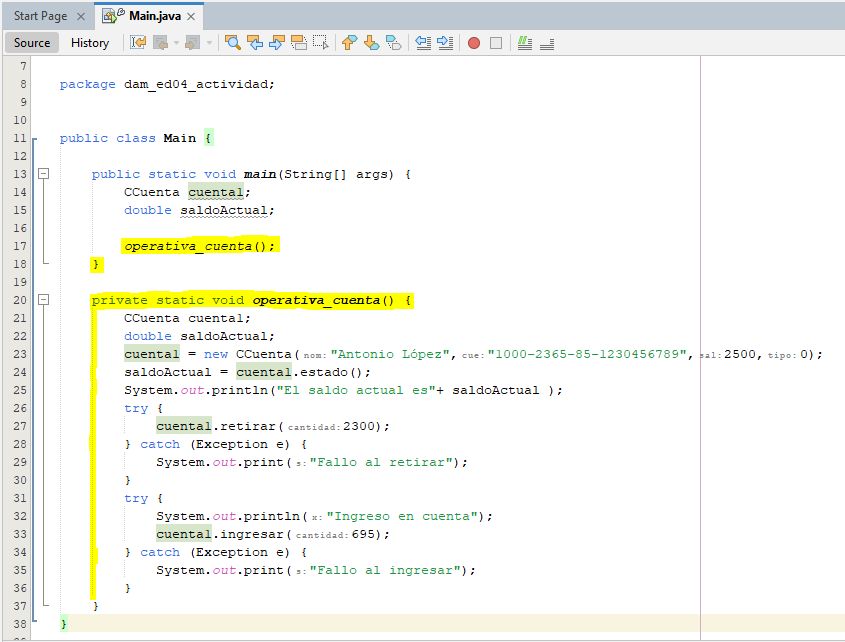 Start Page
Main.java
Source History
7
8 package dam_ed04_actividad;
9
10
11 public class Main {
12
13 public static void main(String[] args) {
14 CCuenta cuenta1;
15 double saldoActual;
16
17 operativa_cuenta();
18 }
19
20 private static void operativa_cuenta() {
21 CCuenta cuenta1;
22 double saldoActual;
23 cuenta1 = new CCuenta( nom: "Antonio López", cue: "1000-2365-85-1230456789", sal: 2500, tipo: 0);
24 saldoActual = cuenta1.estado();
25 System.out.println("El saldo actual es"+ saldoActual );
26 try {
27 cuenta1.retirar( cantidad: 2300);
28 } catch (Exception e) {
29 System.out.print( s: "Fallo al retirar");
30 }
31 try {
32 System.out.println( x: "Ingreso en cuenta");
33 cuenta1.ingresar( cantidad: 695);
34 } catch (Exception e) {
35 System.out.print( s: "Fallo al ingresar");
36 }
37 }
38 }